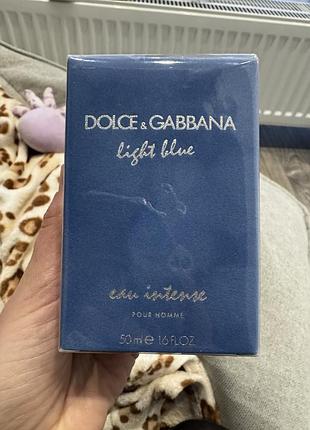 DOLCE & GABBANA
light blue
eau intense
POUR HOMME
50 ml e 1.6 FL.OZ.